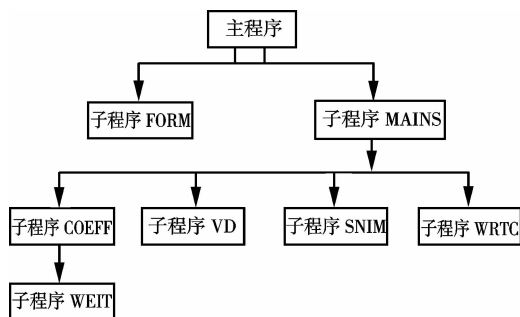 主程序
子程序 FORM
子程序 MAINS
子程序 COEFF
子程序 VD
子程序 SNIM
子程序 WRTC
子程序 WEIT